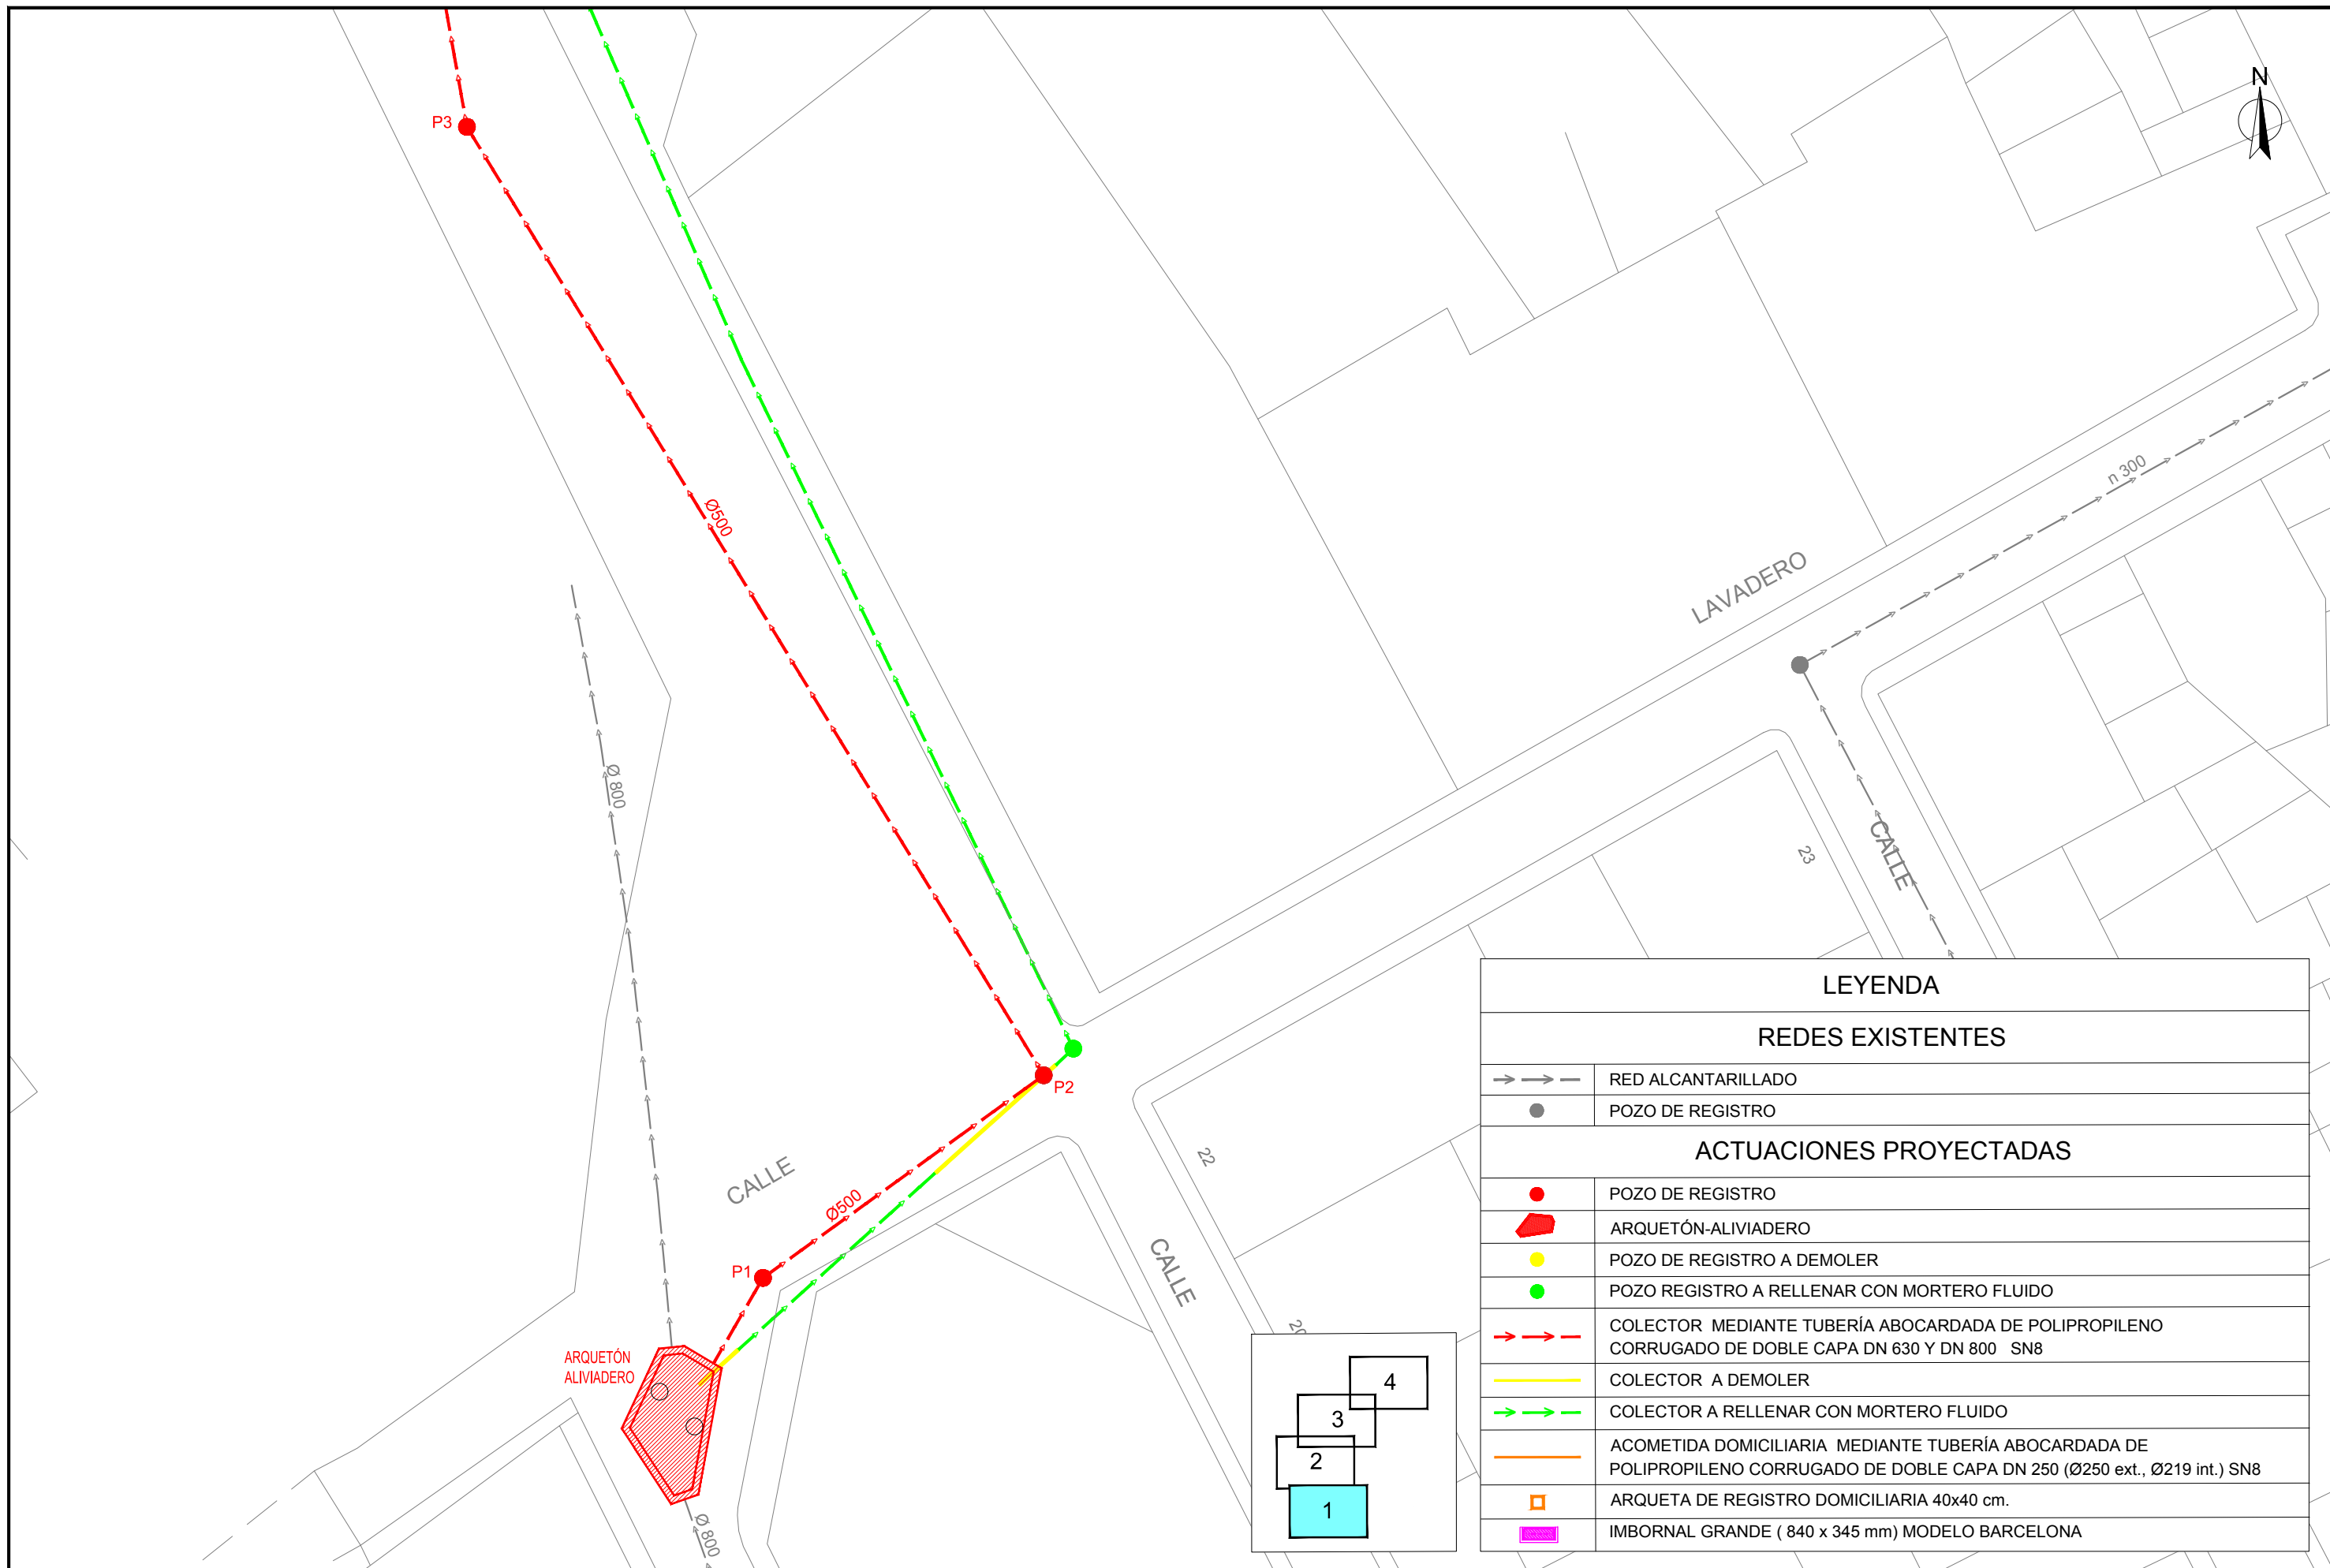 N
P3
Ø500
LAVADERO
n 300
Ø 800
CALLE
23
P2
22
CALLE
Ø500
P1
CALLE
20
ARQUETÓN
ALIVIADERO
Ø 800
4
3
2
1
LEYENDA
REDES EXISTENTES
RED ALCANTARILLADO
POZO DE REGISTRO
ACTUACIONES PROYECTADAS
POZO DE REGISTRO
ARQUETÓN-ALIVIADERO
POZO DE REGISTRO A DEMOLER
POZO REGISTRO A RELLENAR CON MORTERO FLUIDO
COLECTOR MEDIANTE TUBERÍA ABOCARDADA DE POLIPROPILENO
CORRUGADO DE DOBLE CAPA DN 630 Y DN 800 SN8
COLECTOR A DEMOLER
COLECTOR A RELLENAR CON MORTERO FLUIDO
ACOMETIDA DOMICILIARIA MEDIANTE TUBERÍA ABOCARDADA DE
POLIPROPILENO CORRUGADO DE DOBLE CAPA DN 250 (Ø250 ext., Ø219 int.) SN8
ARQUETA DE REGISTRO DOMICILIARIA 40x40 cm.
IMBORNAL GRANDE ( 840 x 345 mm) MODELO BARCELONA